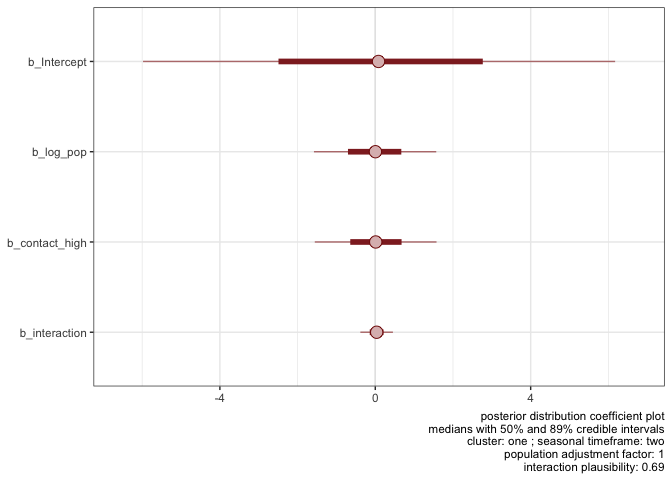 b_Intercept
b_log_pop
b_contact_high
b_interaction
-4 0 4
posterior distribution coefficient plot
medians with 50% and 89% credible intervals
cluster: one ; seasonal timeframe: two
population adjustment factor: 1
interaction plausibility: 0.69